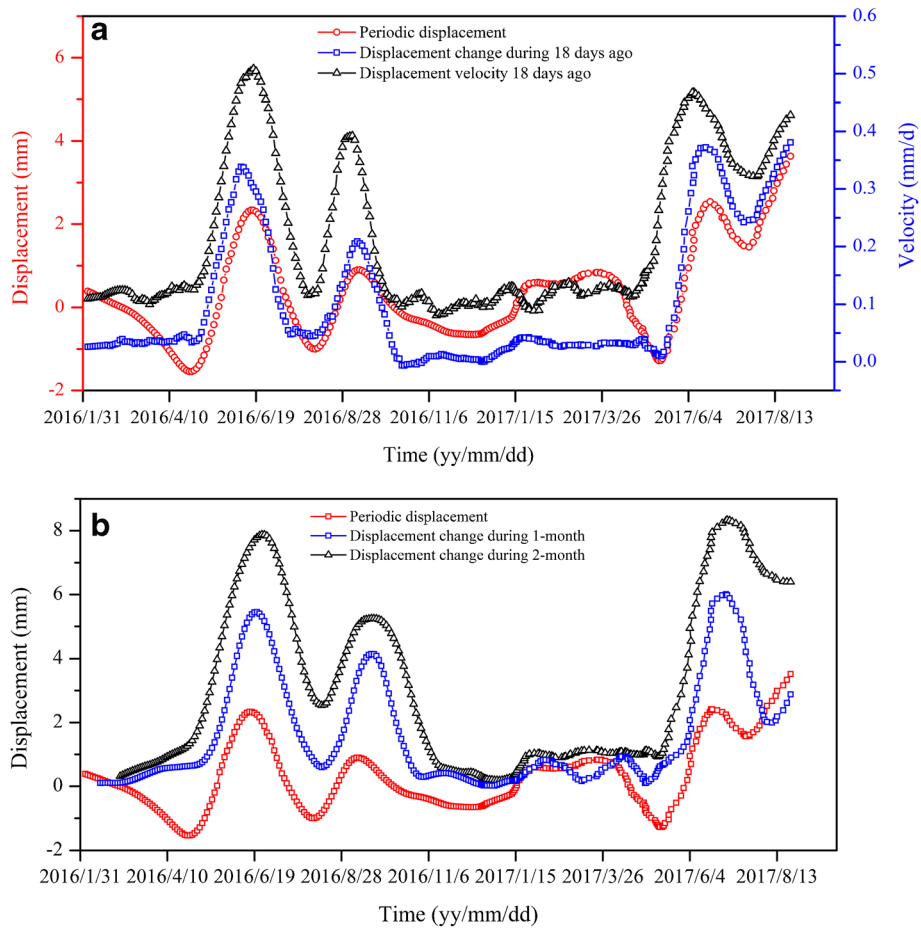 a
Periodic displacement
Displacement change during 18 days ago
Displacement velocity 18 days ago
Displacement (mm)
6
4
2
0
-2
0.6
0.5
0.4
0.3
0.2
0.1
0.0
Velocity (mm/d)
2016/1/31 2016/4/10 2016/6/19 2016/8/28 2016/11/6 2017/1/15 2017/3/26 2017/6/4 2017/8/13
Time (yy/mm/dd)
b
Periodic displacement
Displacement change during 1-month
Displacement change during 2-month
Displacement (mm)
8
6
4
2
0
-2
2016/1/31 2016/4/10 2016/6/19 2016/8/28 2016/11/6 2017/1/15 2017/3/26 2017/6/4 2017/8/13
Time (yy/mm/dd)